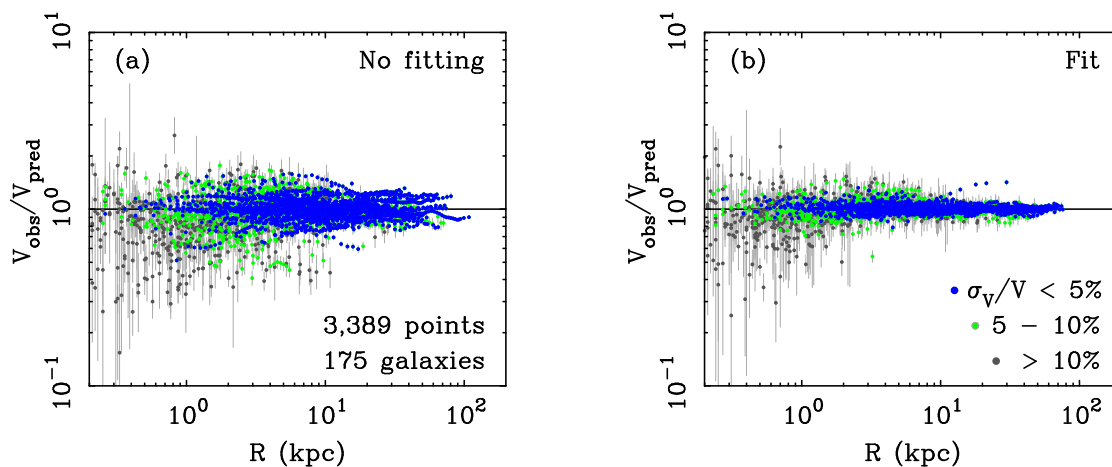 (a)
No fitting
3,389 points
175 galaxies
V_obs/V_pred
10^1
10^0
10^-1
10^0
10^1
10^2
R (kpc)
(b)
Fit
σ_V/V < 5%
5 − 10%
> 10%
V_obs/V_pred
10^1
10^0
10^-1
10^0
10^1
10^2
R (kpc)